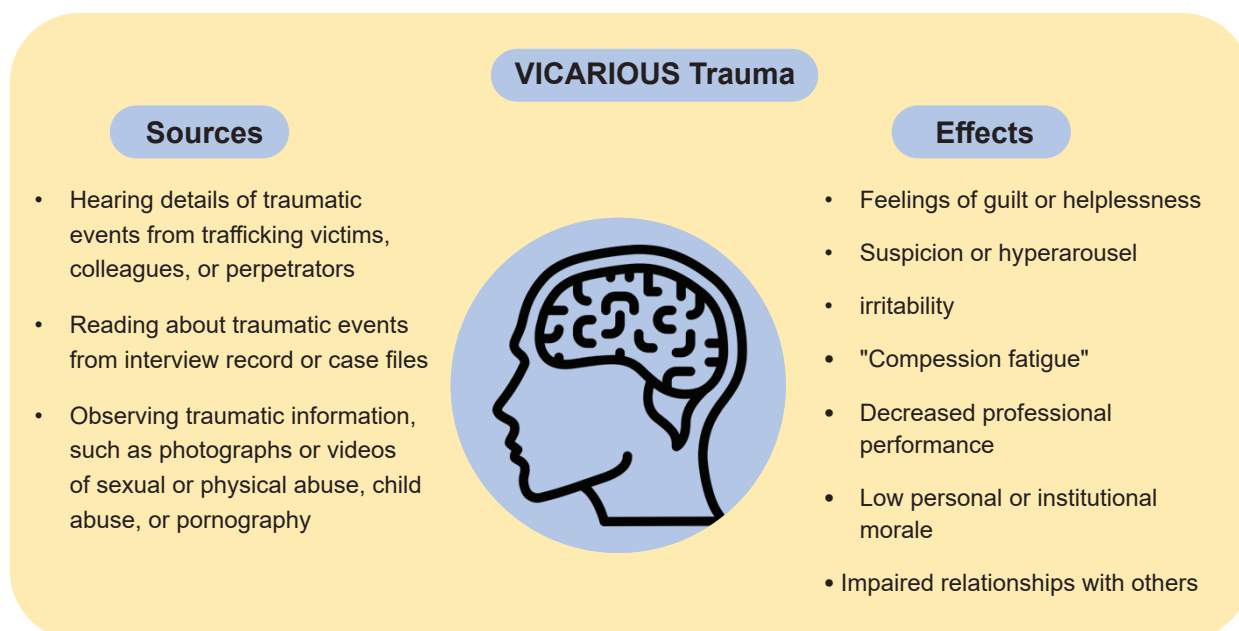 VICARIOUS Trauma
Sources
• Hearing details of traumatic
events from trafficking victims,
colleagues, or perpetrators
• Reading about traumatic events
from interview record or case files
• Observing traumatic information,
such as photographs or videos
of sexual or physical abuse, child
abuse, or pornography
Effects
• Feelings of guilt or helplessness
• Suspicion or hyperarousel
• irritability
• "Compession fatigue"
• Decreased professional
performance
• Low personal or institutional
morale
• Impaired relationships with others